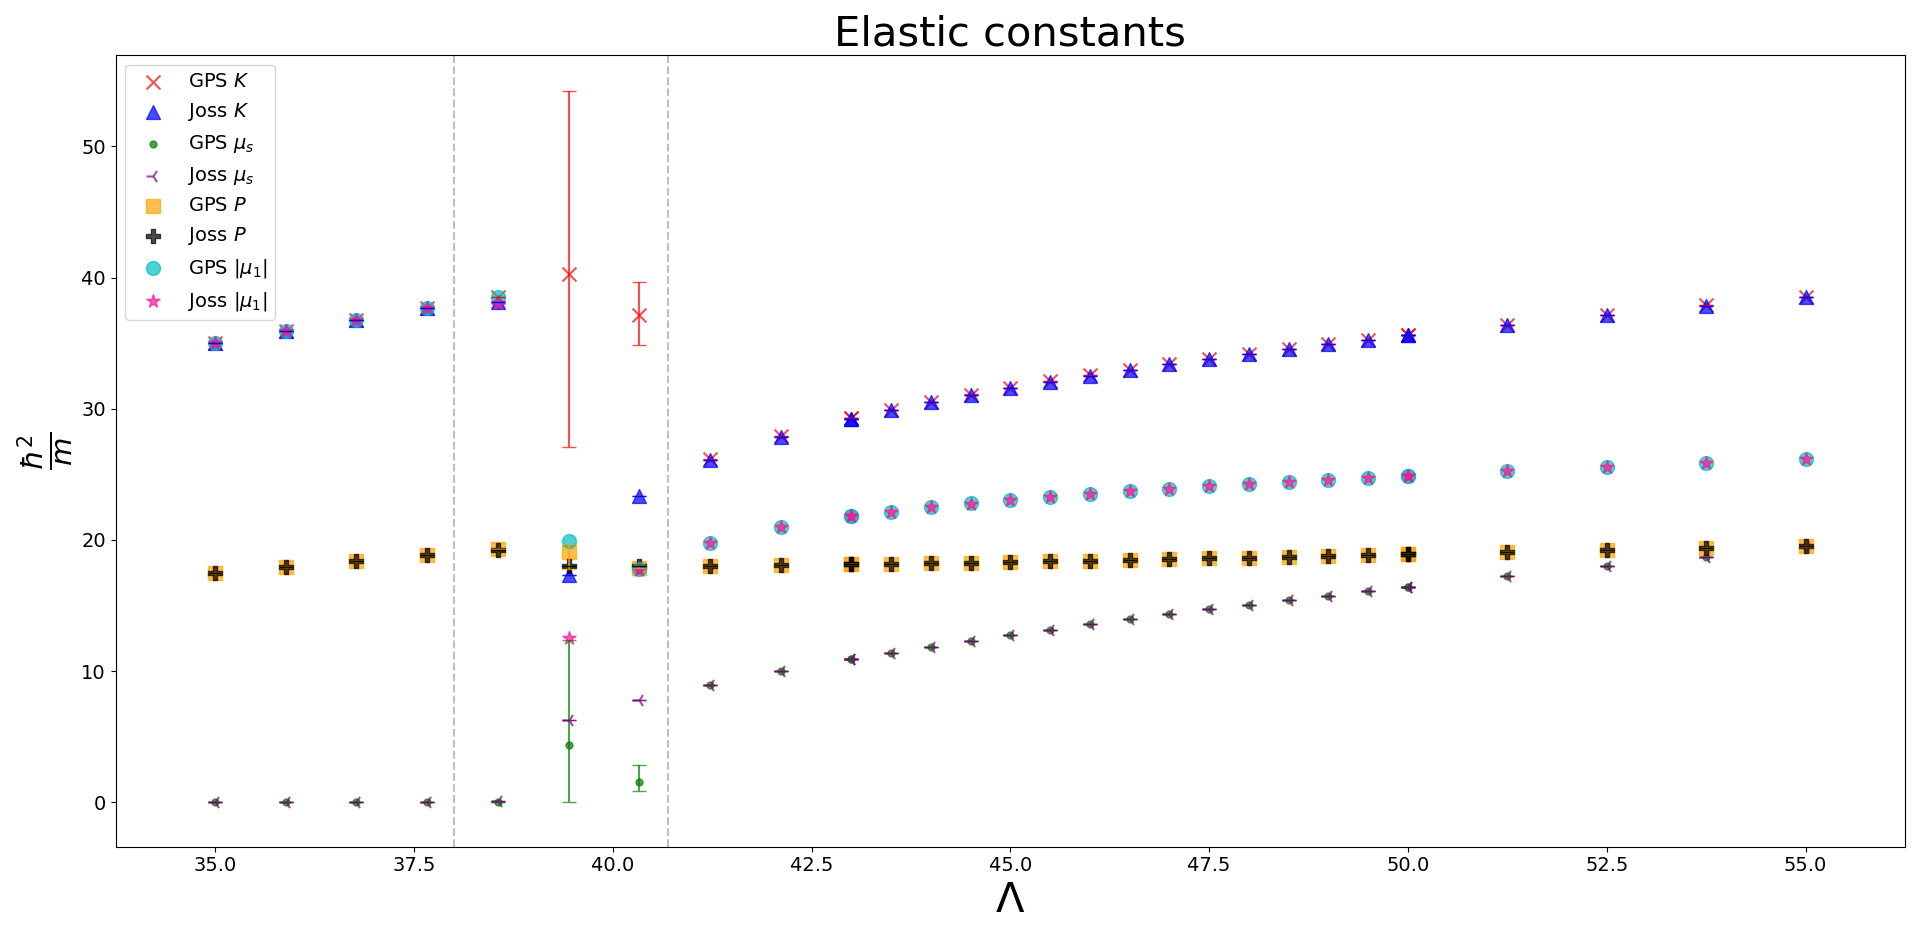 Elastic constants
GPS K
Joss K
GPS μₛ
Joss μₛ
GPS P
Joss P
GPS |μ₁|
Joss |μ₁|
ħ²/m
50
40
30
20
10
0
35.0 37.5 40.0 42.5 45.0 47.5 50.0 52.5 55.0
Λ